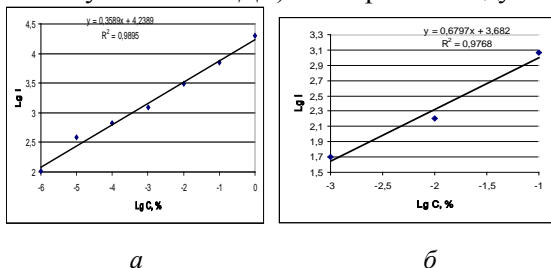 y = 0,3589x + 4,2389
R² = 0,9895
Lg I
4,5
4
3,5
3
2,5
2
-6 -5 -4 -3 -2 -1 0
Lg C, %
а
y = 0,6797x + 3,682
R² = 0,9768
Lg I
3,3
3,1
2,9
2,7
2,5
2,3
2,1
1,9
1,7
1,5
-3 -2,5 -2 -1,5 -1
Lg C, %
б